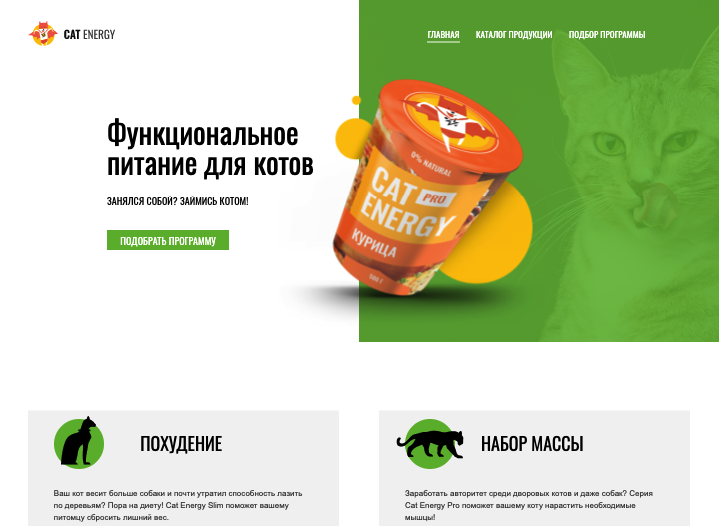 CAT ENERGY
ГЛАВНАЯ КАТАЛОГ ПРОДУКЦИИ ПОДБОР ПРОГРАММЫ
Функциональное
питание для котов
ЗАНЯЛСЯ СОБОЙ? ЗАЙМИСЬ КОТОМ!
ПОДОБРАТЬ ПРОГРАММУ
0% NATURAL
CAT PRO
ENERGY
КУРИЦА
500 г
ПОХУДЕНИЕ
Ваш кот весит больше собаки и почти утратил способность лазить
по деревьям? Пора на диету! Cat Energy Slim поможет вашему
питомцу сбросить лишний вес.
НАБОР МАССЫ
Заработать авторитет среди дворовых котов и даже собак? Серия
Cat Energy Pro поможет вашему коту нарастить необходимые
мышцы!